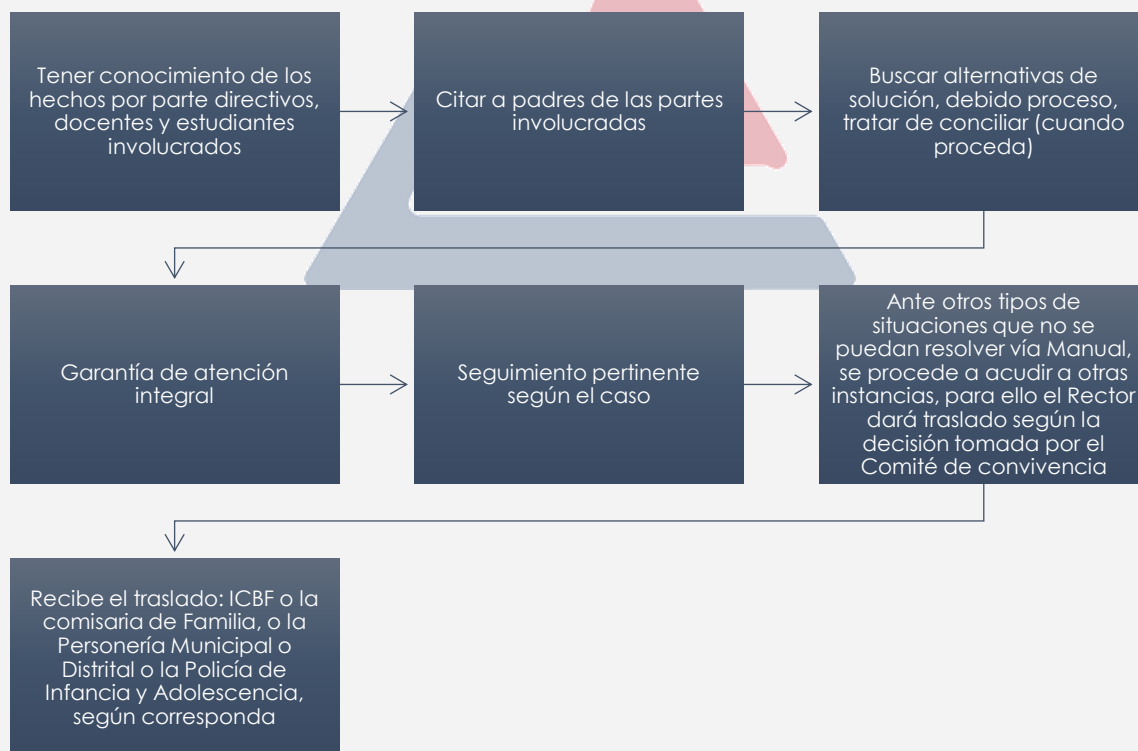 Tener conocimiento de los
hechos por parte directivos,
docentes y estudiantes
involucrados
Citar a padres de las partes
involucradas
Buscar alternativas de
solución, debido proceso,
tratar de conciliar (cuando
proceda)
Garantía de atención
integral
Seguimiento pertinente
según el caso
Ante otros tipos de
situaciones que no se
puedan resolver vía Manual,
se procede a acudir a otras
instancias, para ello el Rector
dará traslado según la
decisión tomada por el
Comité de convivencia
Recibe el traslado: ICBF o la
comisaria de Familia, o la
Personería Municipal o
Distrital o la Policía de
Infancia y Adolescencia,
según corresponda